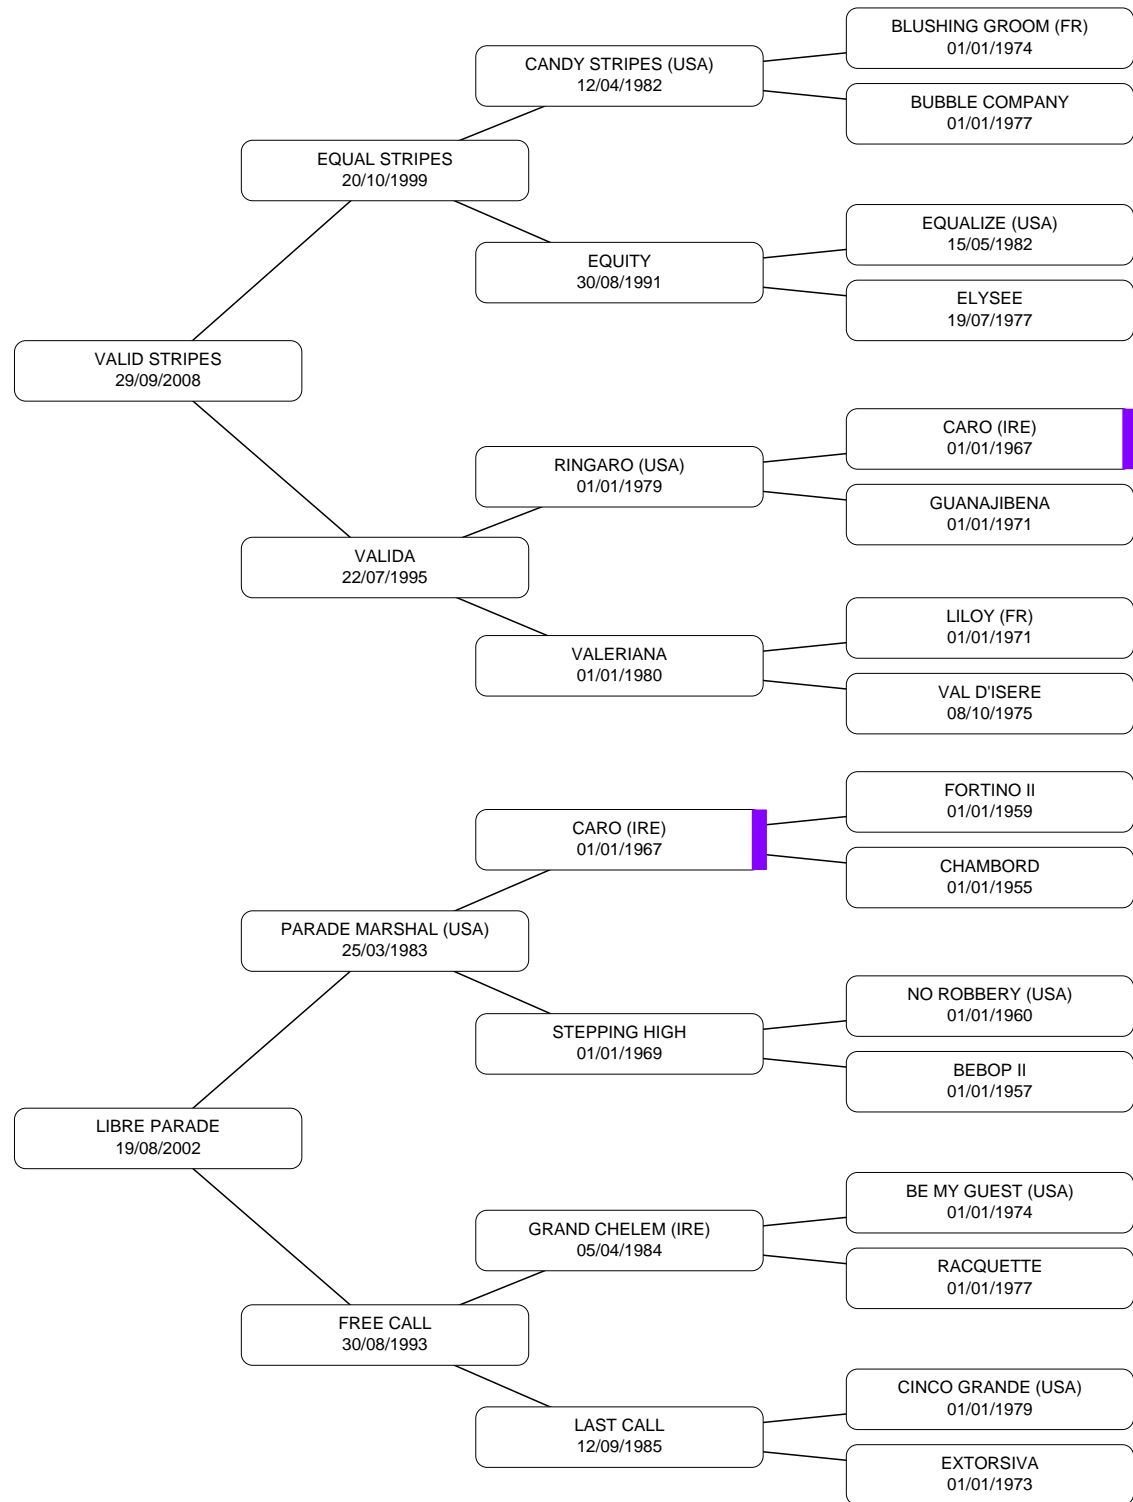 BLUSHING GROOM (FR)
01/01/1974
CANDY STRIPES (USA)
12/04/1982
BUBBLE COMPANY
01/01/1977
EQUAL STRIPES
20/10/1999
EQUALIZE (USA)
15/05/1982
EQUITY
30/08/1991
ELYSEE
19/07/1977
VALID STRIPES
29/09/2008
CARO (IRE)
01/01/1967
RINGARO (USA)
01/01/1979
GUANAJIBENA
01/01/1971
VALIDA
22/07/1995
LILOY (FR)
01/01/1971
VALERIANA
01/01/1980
VAL D'ISERE
08/10/1975
FORTINO II
01/01/1959
CARO (IRE)
01/01/1967
CHAMBORD
01/01/1955
PARADE MARSHAL (USA)
25/03/1983
NO ROBBERY (USA)
01/01/1960
STEPPING HIGH
01/01/1969
BEBOP II
01/01/1957
LIBRE PARADE
19/08/2002
BE MY GUEST (USA)
01/01/1974
GRAND CHELEM (IRE)
05/04/1984
RACQUETTE
01/01/1977
FREE CALL
30/08/1993
CINCO GRANDE (USA)
01/01/1979
LAST CALL
12/09/1985
EXTORSIVA
01/01/1973